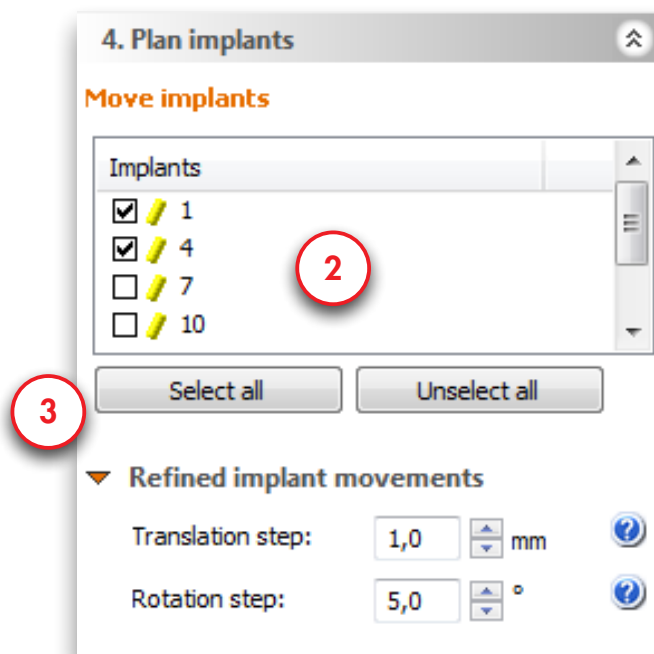 4. Plan implants
Move implants
Implants
1
4
2
7
10
Select all Unselect all
3
Refined implant movements
Translation step: 1,0 mm ?
Rotation step: 5,0 ° ?